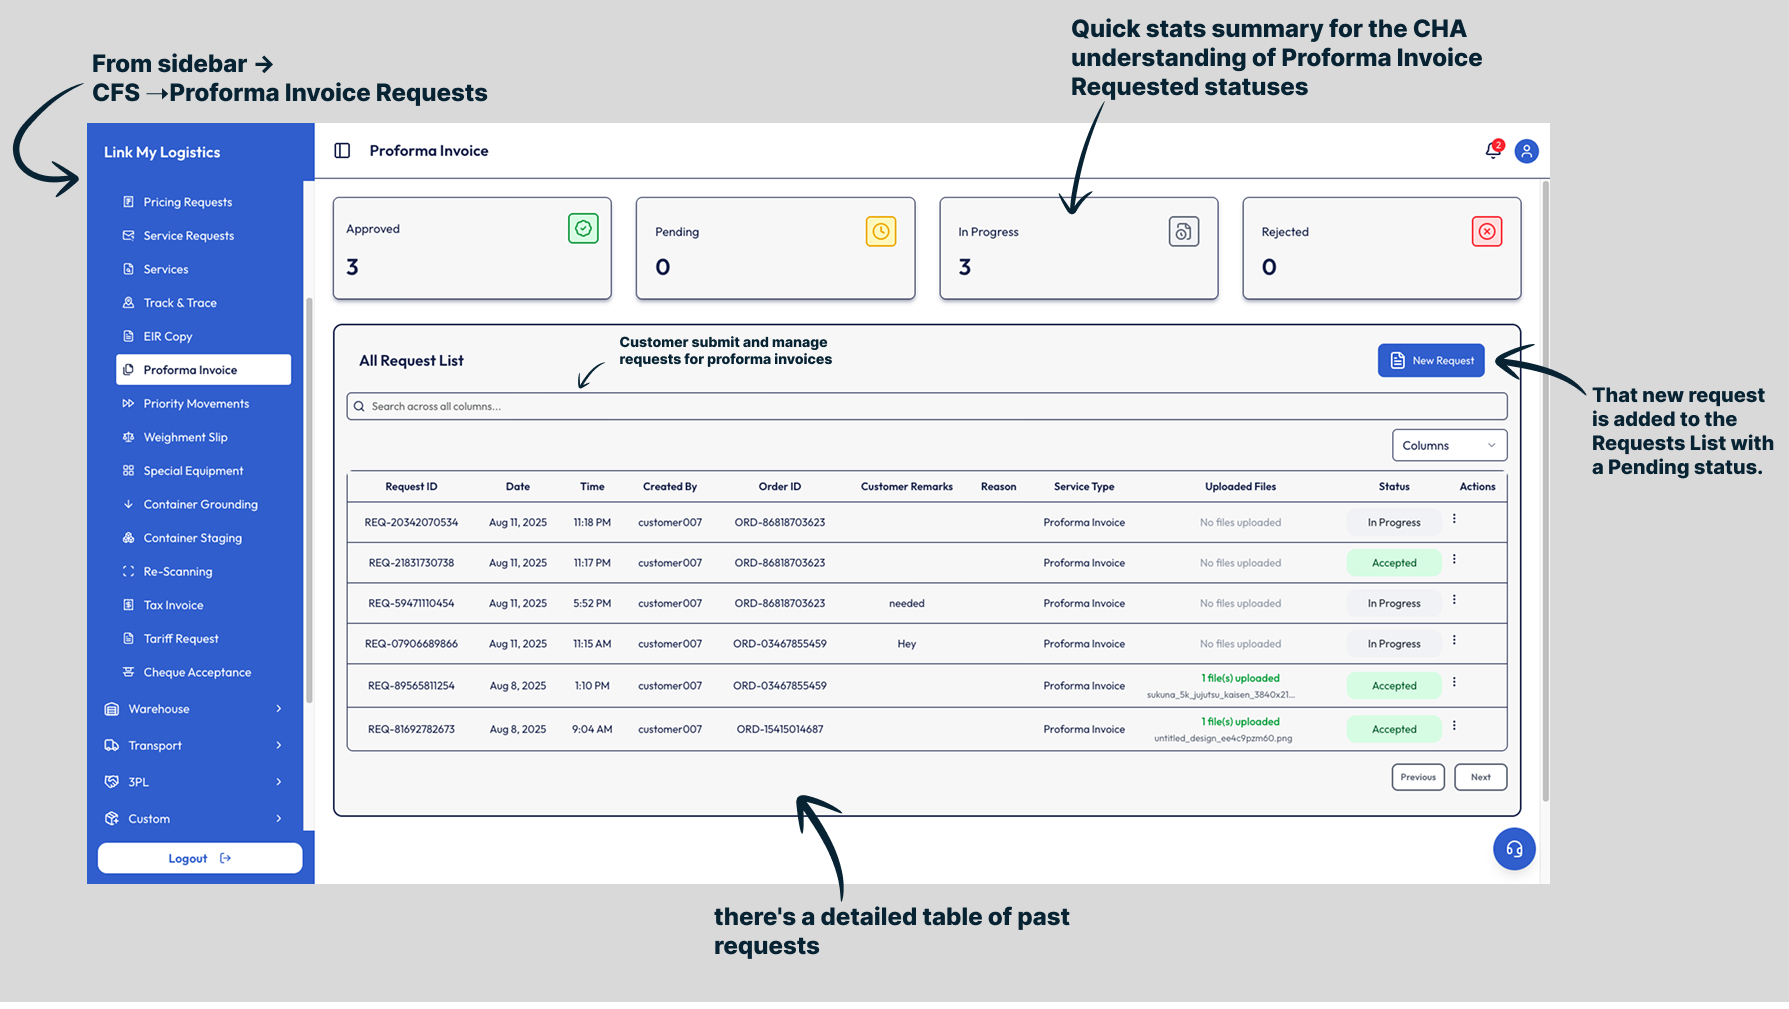 From sidebar →
CFS →Proforma Invoice Requests
Quick stats summary for the CHA
understanding of Proforma Invoice
Requested statuses
Link My Logistics
Proforma Invoice
2
Pricing Requests
Service Requests
Services
Track & Trace
EIR Copy
Proforma Invoice
Priority Movements
Weighment Slip
Special Equipment
Container Grounding
Container Staging
Re-Scanning
Tax Invoice
Tariff Request
Cheque Acceptance
Warehouse
Transport
3PL
Custom
Logout
Approved
3
Pending
0
In Progress
3
Rejected
0
All Request List
Customer submit and manage
requests for proforma invoices
New Request
That new request
is added to the
Requests List with
a Pending status.
Search across all columns...
Columns
Request ID Date Time Created By Order ID Customer Remarks Reason Service Type Uploaded Files Status Actions
REQ-20342070534 Aug 11, 2025 11:18 PM customer007 ORD-86818703623 Proforma Invoice No files uploaded In Progress
REQ-21831730738 Aug 11, 2025 11:17 PM customer007 ORD-86818703623 Proforma Invoice No files uploaded Accepted
REQ-59471110454 Aug 11, 2025 5:52 PM customer007 ORD-86818703623 needed Proforma Invoice No files uploaded In Progress
REQ-07906689866 Aug 11, 2025 11:15 AM customer007 ORD-03467855459 Hey Proforma Invoice No files uploaded In Progress
REQ-89565811254 Aug 8, 2025 1:10 PM customer007 ORD-03467855459 Proforma Invoice 1 file(s) uploaded Accepted
sukuna_5k_jujutsu_kaisen_3840x21...
REQ-81692782673 Aug 8, 2025 9:04 AM customer007 ORD-15415014687 Proforma Invoice 1 file(s) uploaded Accepted
untitled_design_ee4c9pzm60.png
Previous Next
there's a detailed table of past
requests